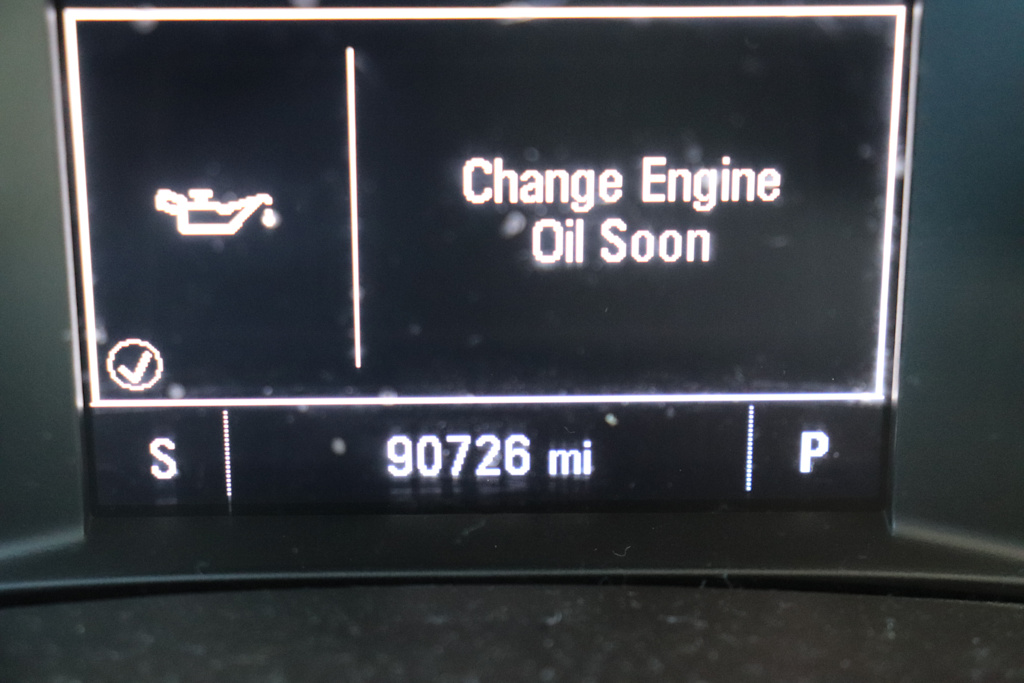 Change Engine
Oil Soon
S 90726 mi P